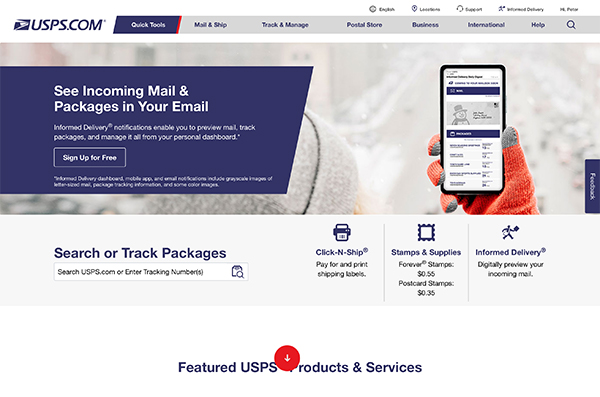 English
Locations
Support
Informed Delivery
Hi, Peter
USPS.COM®
Quick Tools
Mail & Ship
Track & Manage
Postal Store
Business
International
Help
See Incoming Mail &
Packages in Your Email
Informed Delivery® notifications enable you to preview mail, track
packages, and manage it all from your personal dashboard.*
Sign Up for Free
*Informed Delivery dashboard, mobile app, and email notifications include grayscale images of
letter-sized mail, package tracking information, and some color images.
MAIL
PACKAGES
Feedback
Search or Track Packages
Search USPS.com or Enter Tracking Number(s)
Click-N-Ship®
Pay for and print
shipping labels.
Stamps & Supplies
Forever® Stamps:
$0.55
Postcard Stamps:
$0.35
Informed Delivery®
Digitally preview your
incoming mail.
Featured USPS Products & Services